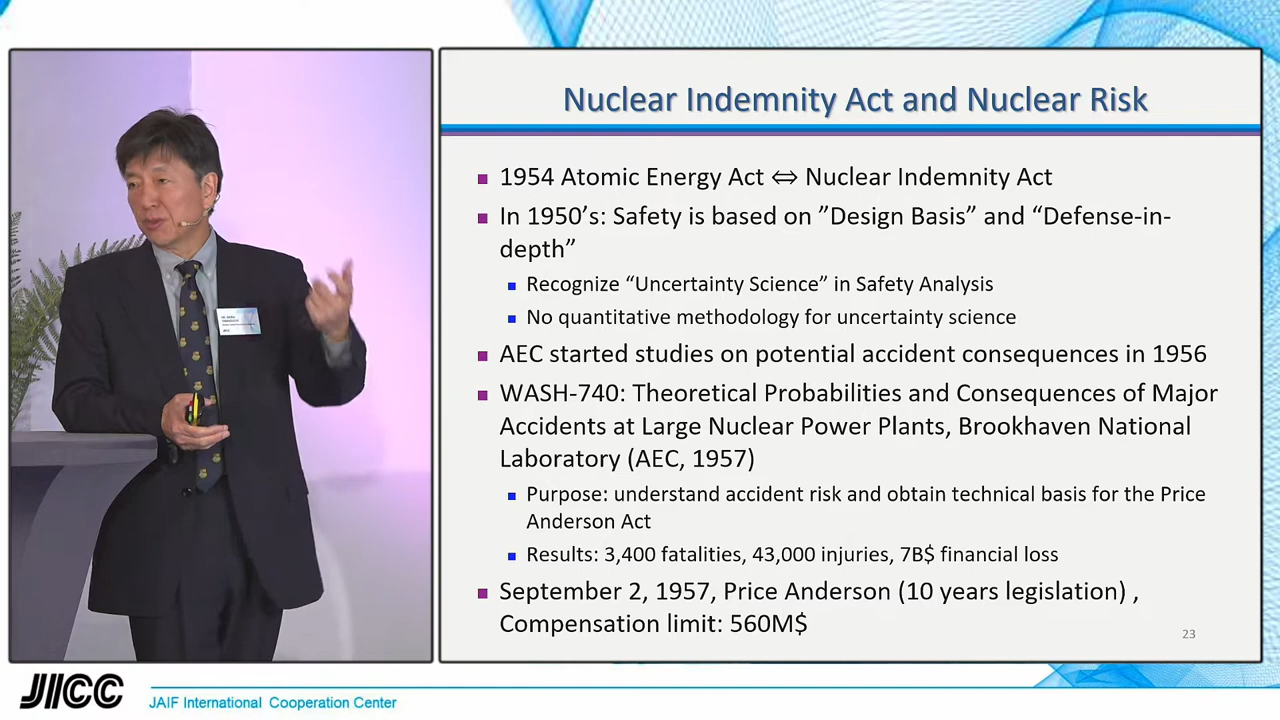 Nuclear Indemnity Act and Nuclear Risk
1954 Atomic Energy Act ⇔ Nuclear Indemnity Act
In 1950’s: Safety is based on ”Design Basis” and “Defense-in-
depth”
Recognize “Uncertainty Science” in Safety Analysis
No quantitative methodology for uncertainty science
AEC started studies on potential accident consequences in 1956
WASH-740: Theoretical Probabilities and Consequences of Major
Accidents at Large Nuclear Power Plants, Brookhaven National
Laboratory (AEC, 1957)
Purpose: understand accident risk and obtain technical basis for the Price
Anderson Act
Results: 3,400 fatalities, 43,000 injuries, 7B$ financial loss
September 2, 1957, Price Anderson (10 years legislation) ,
Compensation limit: 560M$
23
JICC
JAIF International Cooperation Center